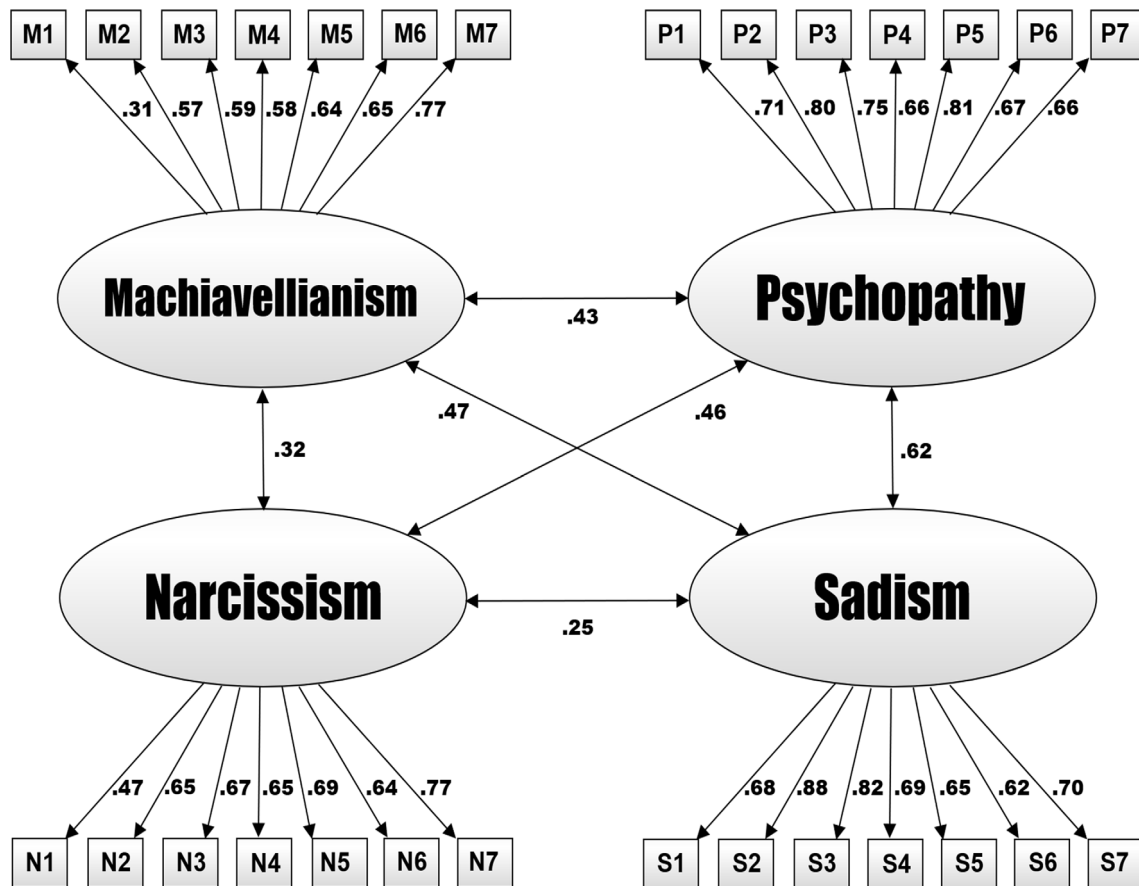 M1 M2 M3 M4 M5 M6 M7 P1 P2 P3 P4 P5 P6 P7
.31 .57 .59 .58 .64 .65 .77 .71 .80 .75 .66 .81 .67 .66
Machiavellianism Psychopathy
.43
.47 .46
.32 .62
Narcissism Sadism
.25
.47 .65 .67 .65 .69 .64 .77 .68 .88 .82 .69 .65 .62 .70
N1 N2 N3 N4 N5 N6 N7 S1 S2 S3 S4 S5 S6 S7